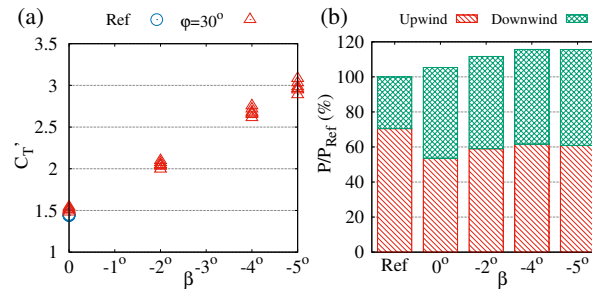 (a) Ref φ=30°
C_T'
3.5
3
2.5
2
1.5
1
0 -1° -2° -3° -4° -5°
β
(b) Upwind Downwind
P/P_Ref (%)
120
100
80
60
40
20
0
Ref 0° -2° -4° -5°
β